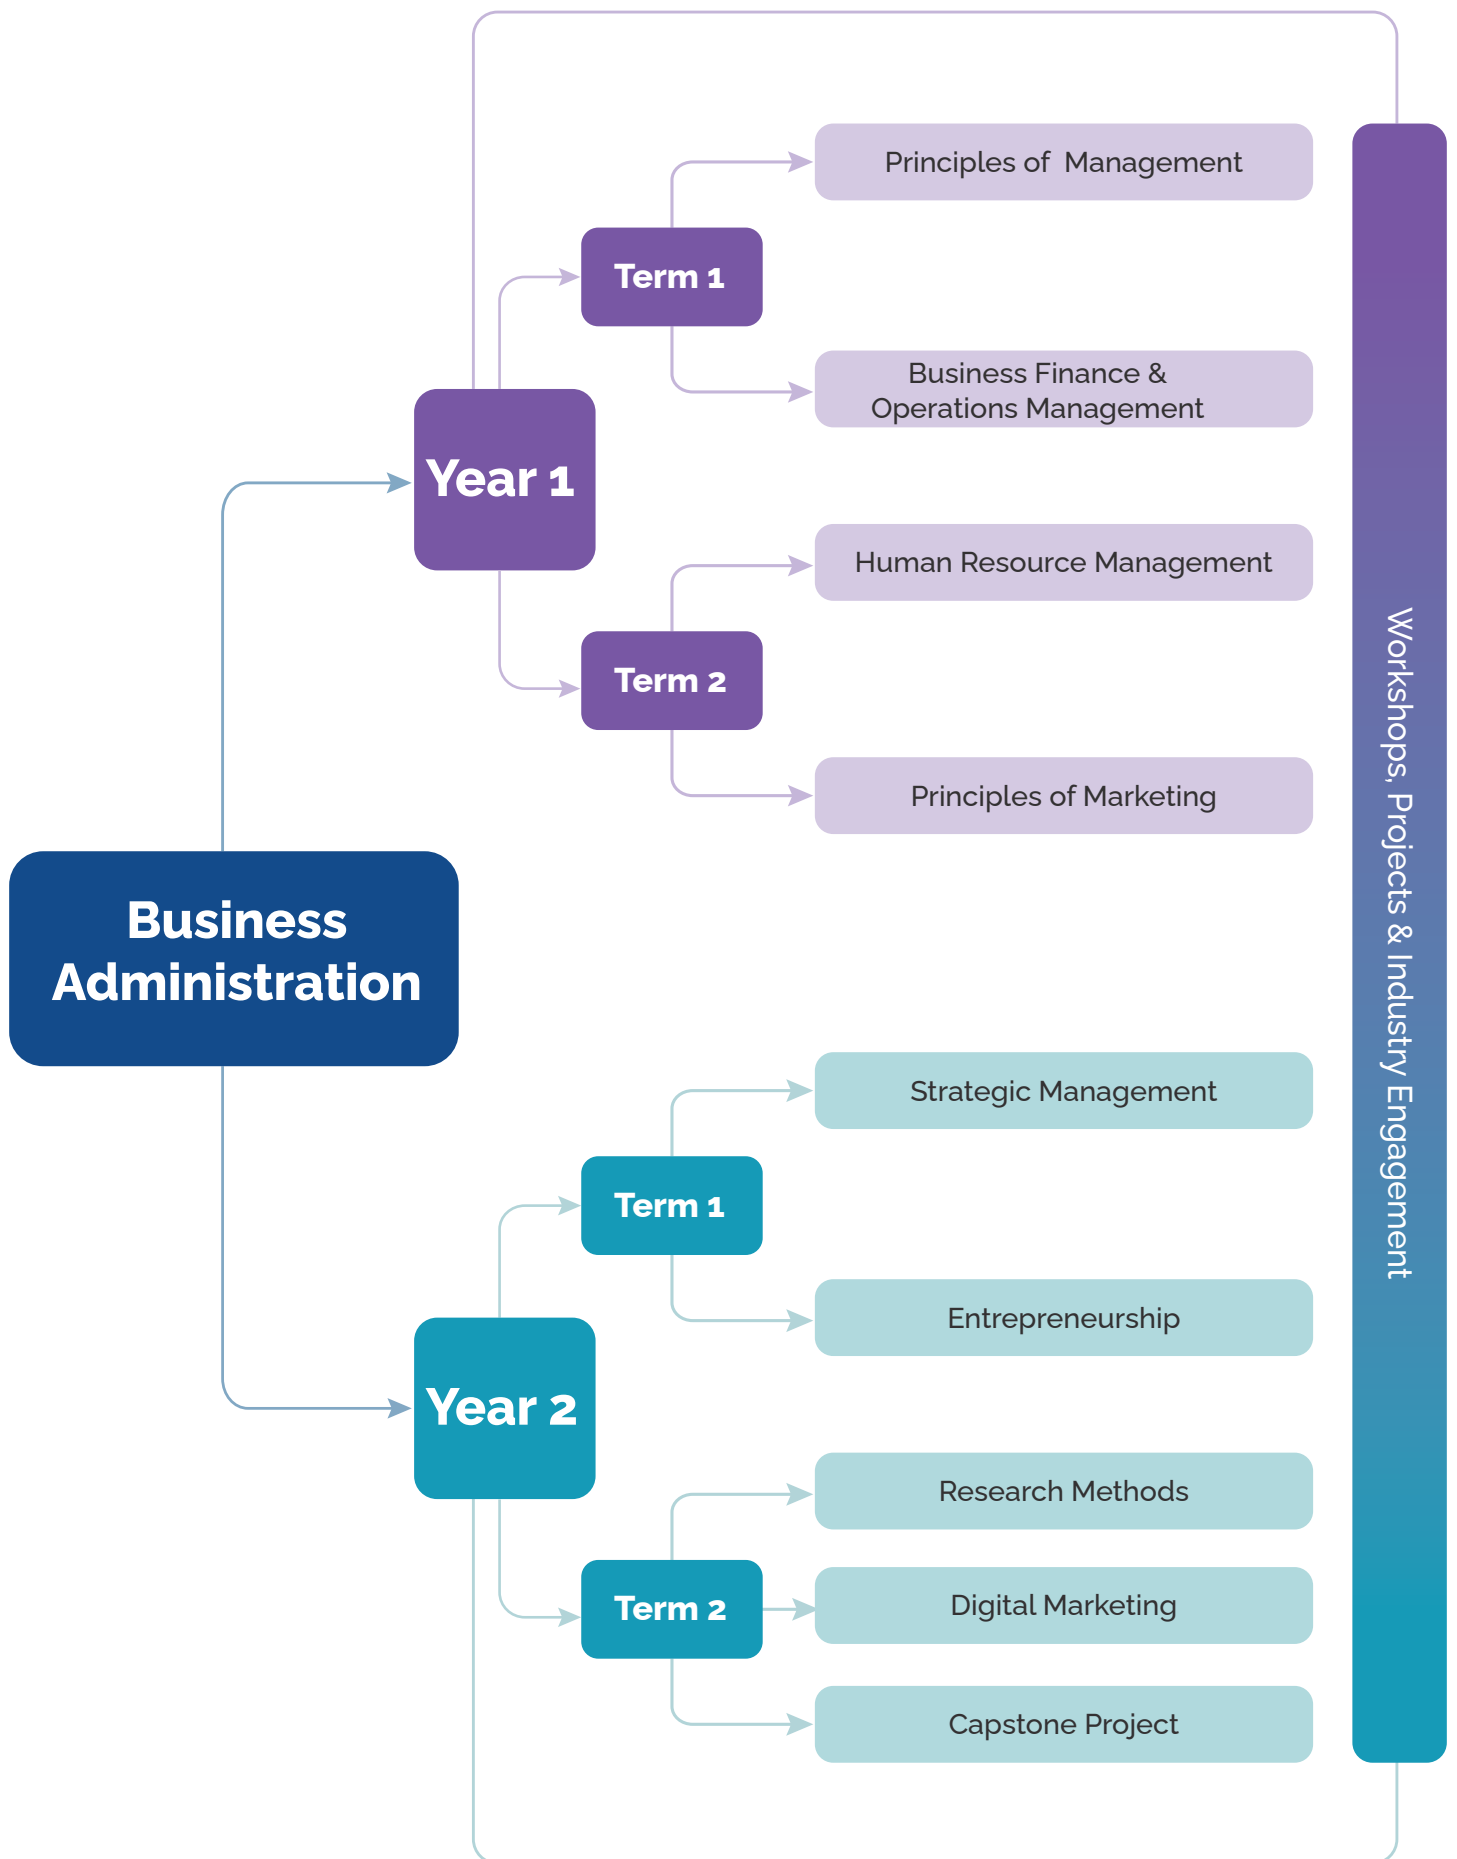 Business
Administration
Year 1
Term 1
Principles of  Management
Business Finance &
Operations Management
Term 2
Human Resource Management
Principles of Marketing
Year 2
Term 1
Strategic Management
Entrepreneurship
Term 2
Research Methods
Digital Marketing
Capstone Project
Workshops, Projects & Industry Engagement